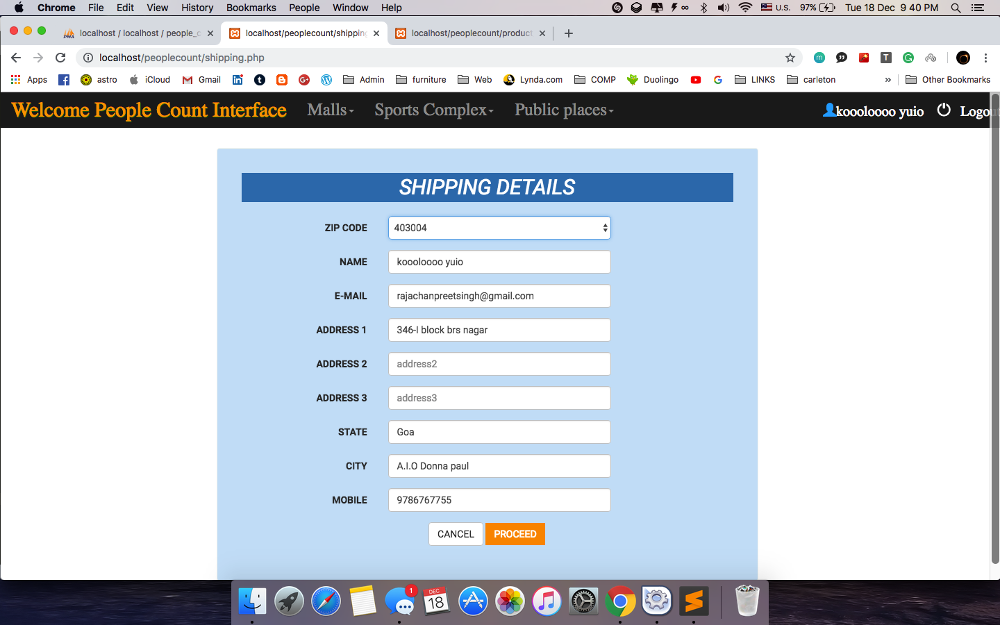 Chrome File Edit View History Bookmarks People Window Help U.S. 97% Tue 18 Dec 9 40 PM
localhost / localhost / people_c localhost/peoplecount/shipping localhost/peoplecount/product
localhost/peoplecount/shipping.php
Apps astro iCloud Gmail Admin furniture Web Lynda.com COMP Duolingo LINKS carleton » Other Bookmarks
Welcome People Count Interface Malls Sports Complex Public places koooloooo yuio Logout
SHIPPING DETAILS
ZIP CODE 403004
NAME koooloooo yuio
E-MAIL rajachanpreetsingh@gmail.com
ADDRESS 1 346-I block brs nagar
ADDRESS 2 address2
ADDRESS 3 address3
STATE Goa
CITY A.I.O Donna paul
MOBILE 9786767755
CANCEL PROCEED
1
DEC
18